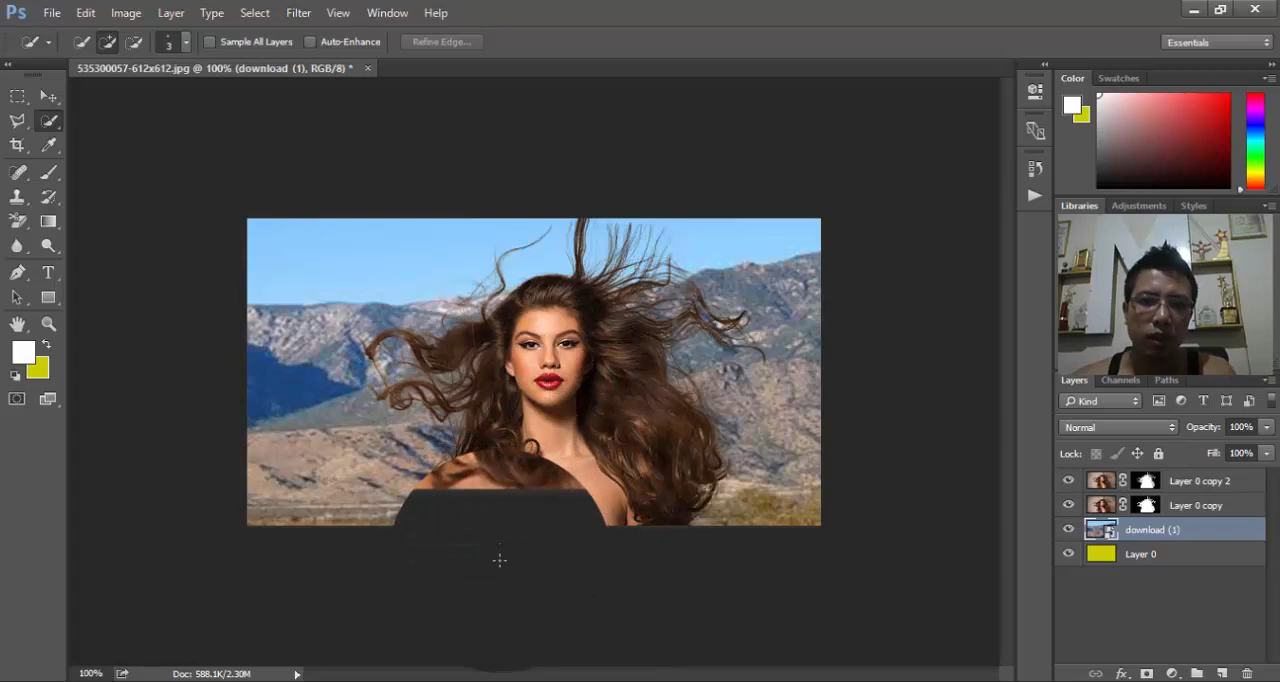 Ps File Edit Image Layer Type Select Filter View Window Help
3 Sample All Layers Auto-Enhance Refine Edge... Essentials
535300057-612x612.jpg @ 100% (download (1), RGB/8) * ×
Color Swatches
Libraries Adjustments Styles
Layers Channels Paths
Kind
Normal Opacity: 100%
Lock: Fill: 100%
Layer 0 copy 2
Layer 0 copy
download (1)
Layer 0
100% Doc: 588.1K/2.30M